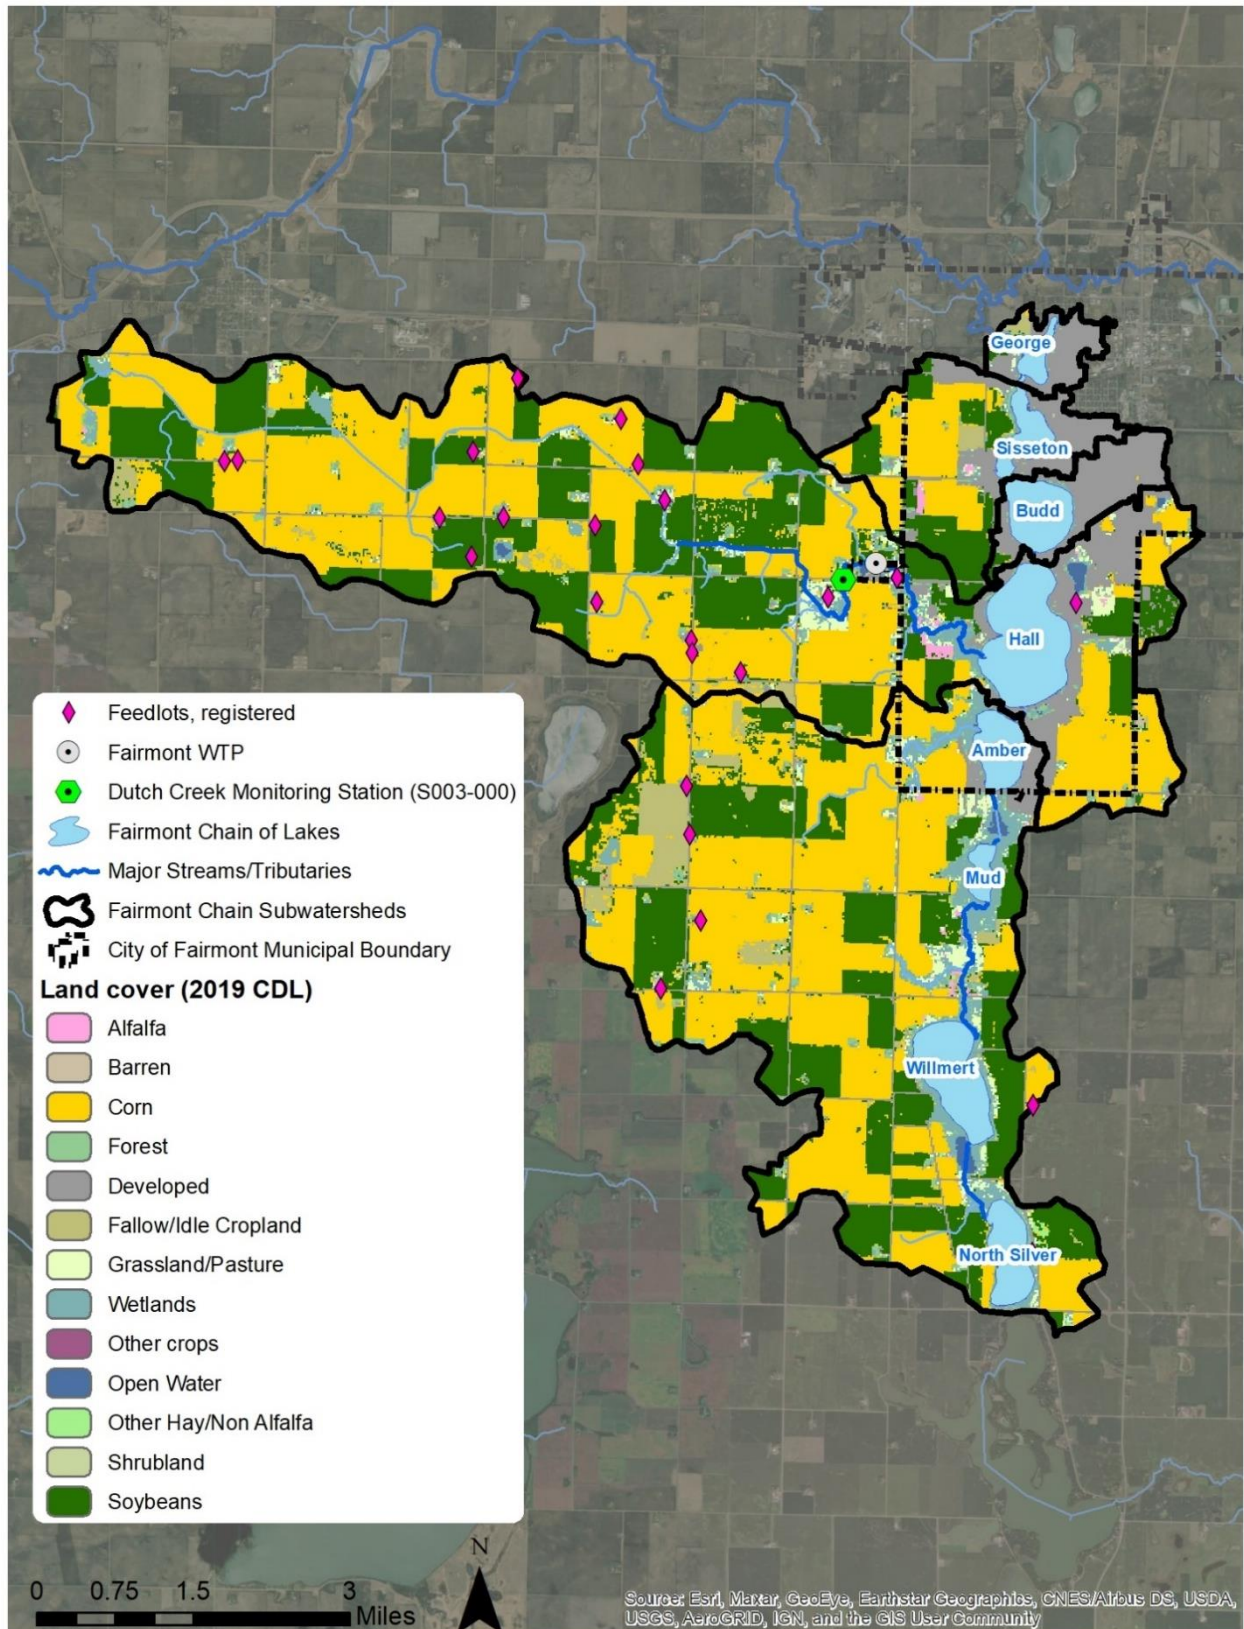 George
Sisseton
Budd
Hall
Amber
Mud
Willmert
North Silver
Feedlots, registered
Fairmont WTP
Dutch Creek Monitoring Station (S003-000)
Fairmont Chain of Lakes
Major Streams/Tributaries
Fairmont Chain Subwatersheds
City of Fairmont Municipal Boundary
Land cover (2019 CDL)
Alfalfa
Barren
Corn
Forest
Developed
Fallow/Idle Cropland
Grassland/Pasture
Wetlands
Other crops
Open Water
Other Hay/Non Alfalfa
Shrubland
Soybeans
N
0 0.75 1.5 3
Miles
Source: Esri, Maxar, GeoEye, Earthstar Geographics, CNES/Airbus DS, USDA,
USGS, AeroGRID, IGN, and the GIS User Community